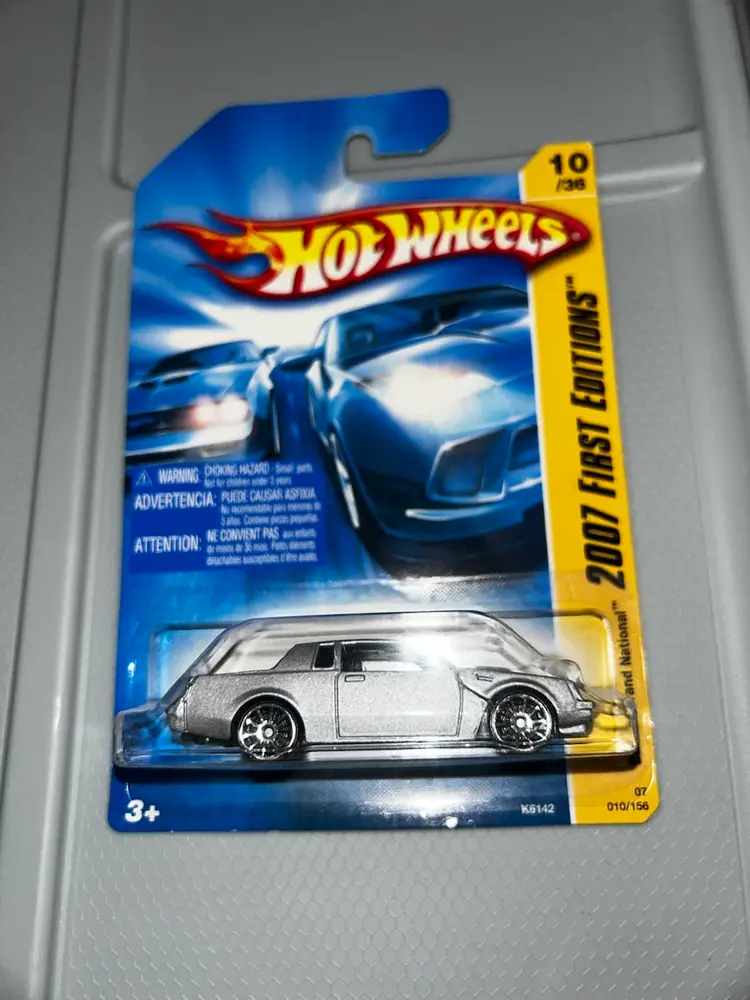 10
/36
HOT WHEELS
2007 FIRST EDITIONS™
and National™
WARNING: CHOKING HAZARD - Small parts
Not for children under 3 years.
ADVERTENCIA: PUEDE CAUSAR ASFIXIA
No recomendable para menores de
3 años. Contiene piezas pequeñas.
ATTENTION: NE CONVIENT PAS aux enfants
de moins de 36 mois. Petits éléments
détachables susceptibles d'être avalés.
3+
K6142
07
010/156